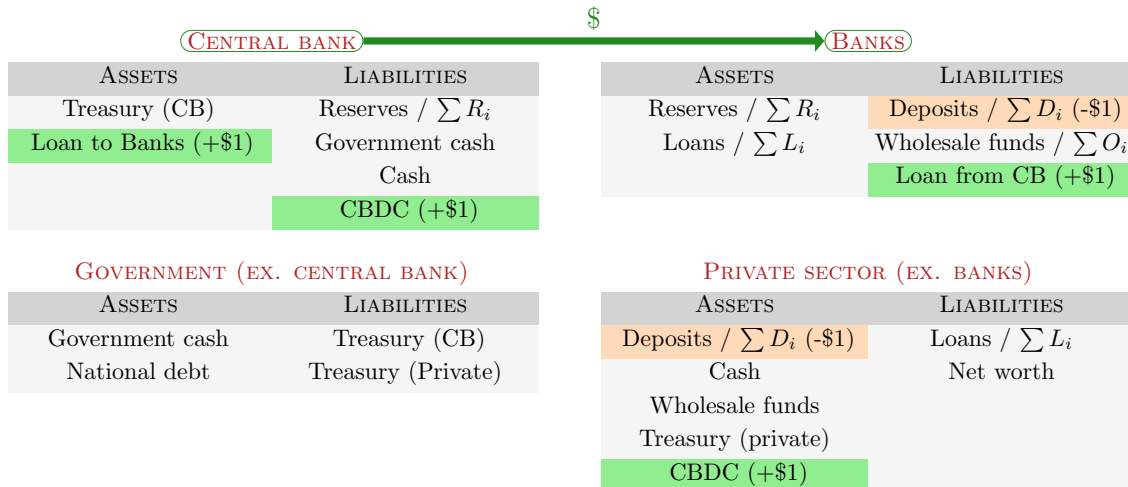 $
CENTRAL BANK BANKS
ASSETS LIABILITIES ASSETS LIABILITIES
Treasury (CB) Reserves / ∑ R_i Reserves / ∑ R_i Deposits / ∑ D_i (-$1)
Loan to Banks (+$1) Government cash Loans / ∑ L_i Wholesale funds / ∑ O_i
Cash Loan from CB (+$1)
CBDC (+$1)
GOVERNMENT (EX. CENTRAL BANK) PRIVATE SECTOR (EX. BANKS)
ASSETS LIABILITIES ASSETS LIABILITIES
Government cash Treasury (CB) Deposits / ∑ D_i (-$1) Loans / ∑ L_i
National debt Treasury (Private) Cash Net worth
Wholesale funds
Treasury (private)
CBDC (+$1)